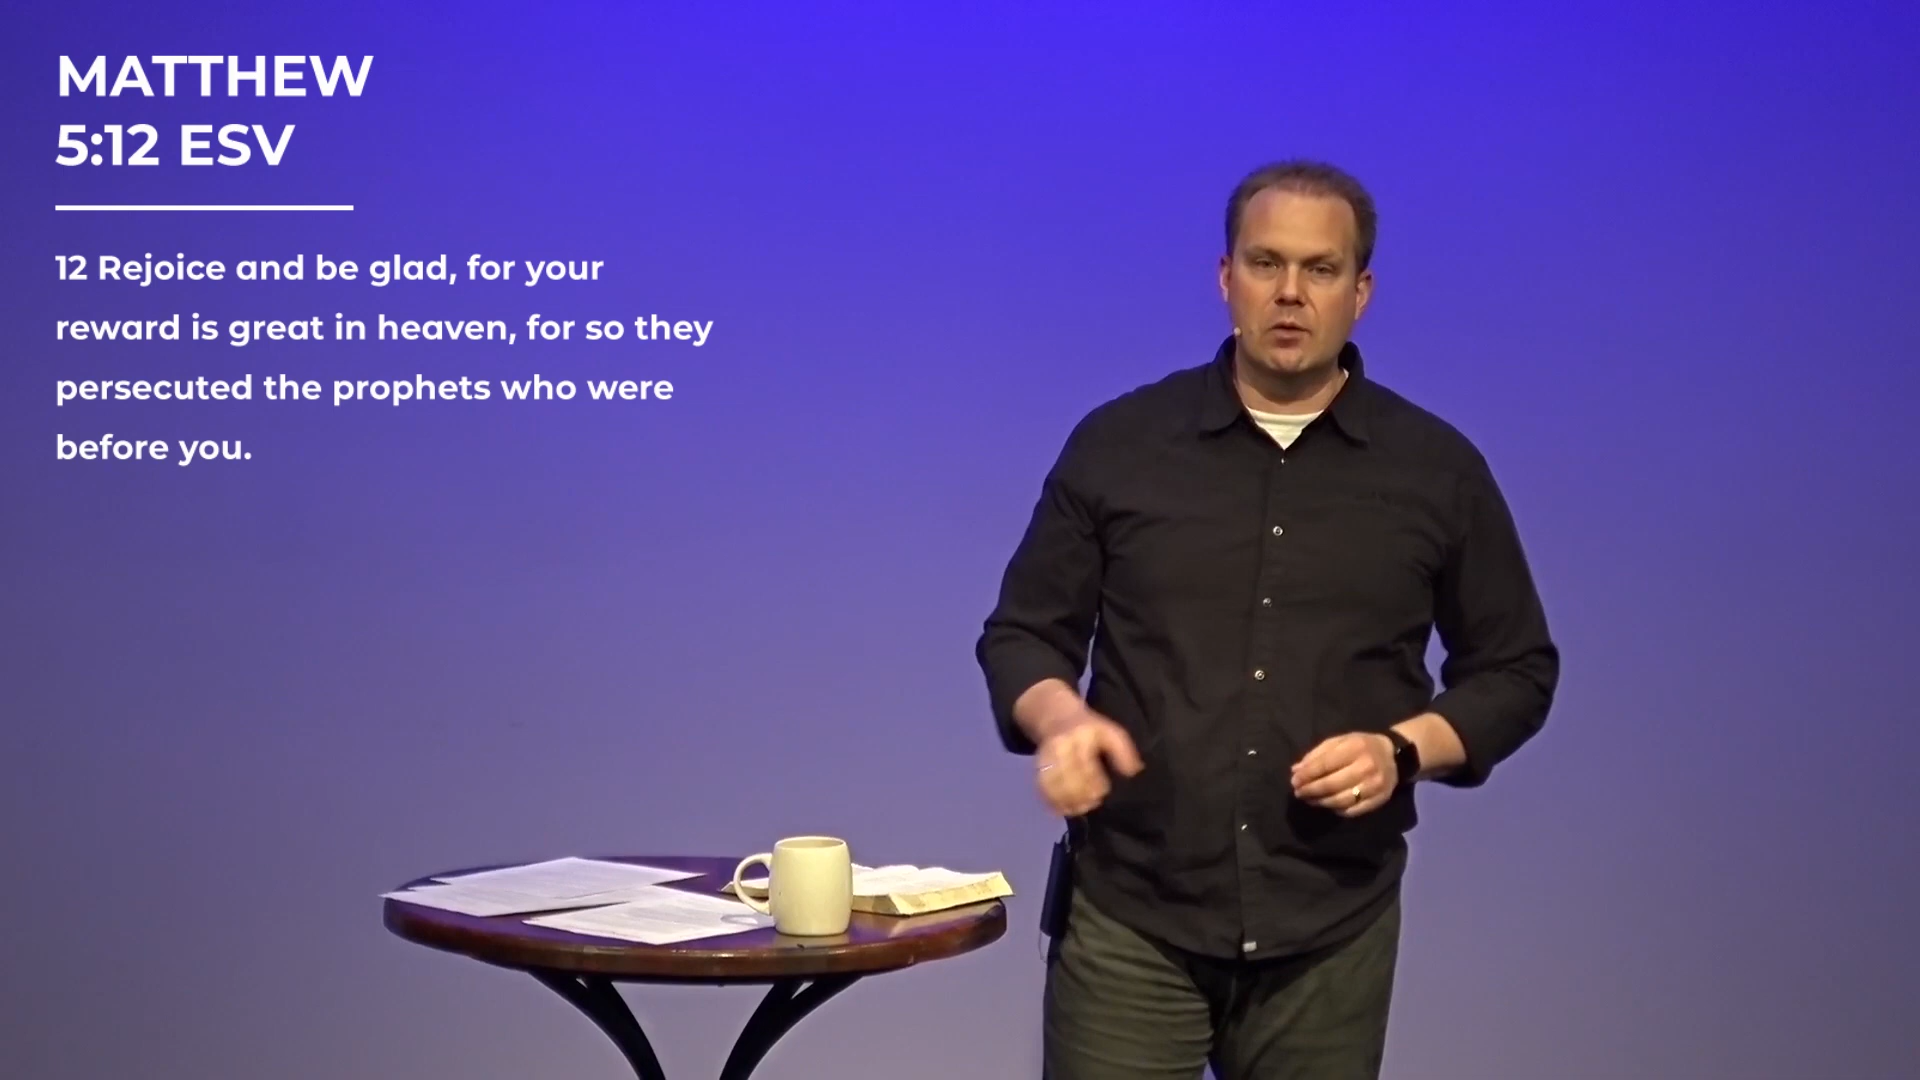 MATTHEW
5:12 ESV
12 Rejoice and be glad, for your
reward is great in heaven, for so they
persecuted the prophets who were
before you.